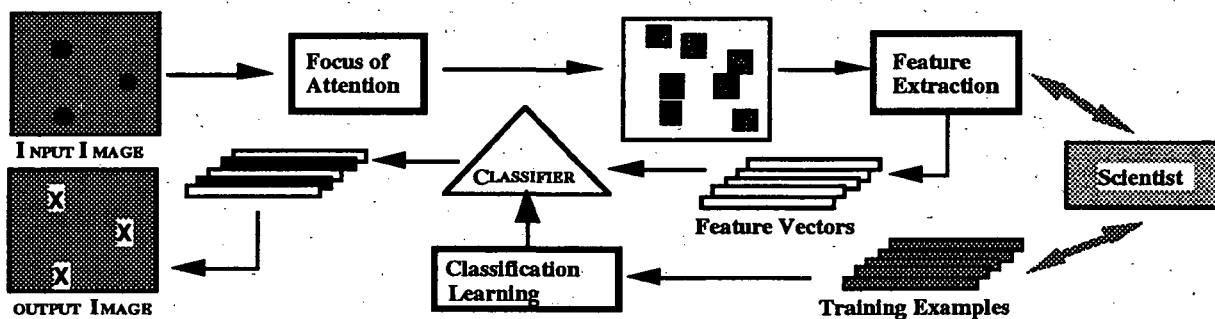 INPUT IMAGE
Focus of
Attention
Feature
Extraction
Scientist
CLASSIFIER
Feature Vectors
X
X
X
OUTPUT IMAGE
Classification
Learning
Training Examples